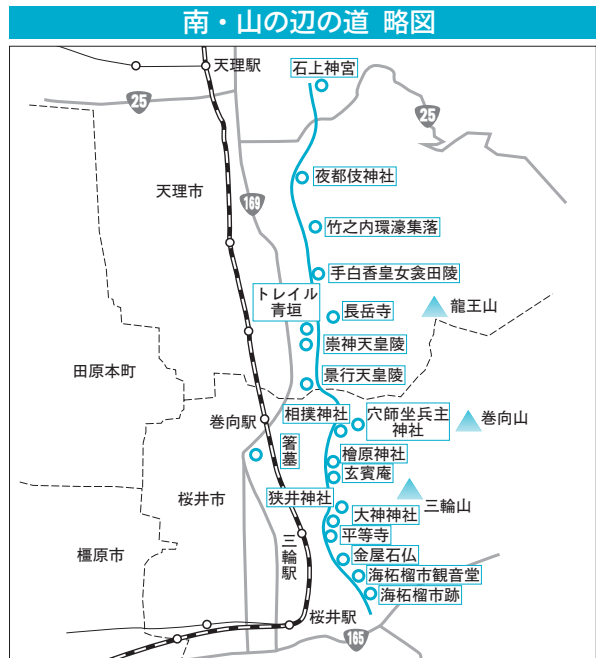 南・山の辺の道 略図
天理駅
石上神宮
25
25
夜都伎神社
天理市
169
竹之内環濠集落
手白香皇女衾田陵
トレイル
青垣
長岳寺
龍王山
崇神天皇陵
田原本町
景行天皇陵
相撲神社
穴師坐兵主
神社
巻向山
巻向駅
箸墓
檜原神社
玄賓庵
桜井市
狭井神社
三輪山
大神神社
平等寺
橿原市
三輪駅
金屋石仏
海柘榴市観音堂
海柘榴市跡
桜井駅
165